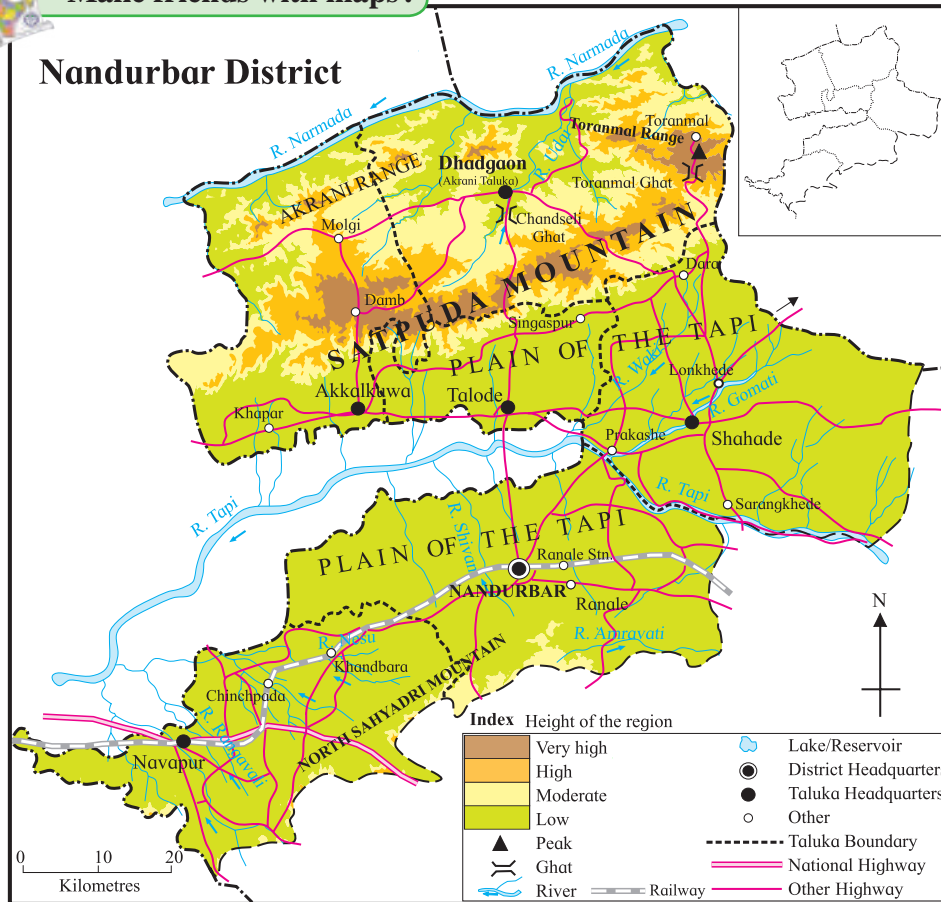 Make friends with maps!
Nandurbar District
R. Narmada
R. Narmada
Toranmal
Toranmal Range
R. Udai
Dhadgaon
(Akrani Taluka)
AKRANI RANGE
Toranmal Ghat
Molgi
Chandseli
Ghat
Dara
Damb
SATPUDA MOUNTAIN
Singaspur
PLAIN OF THE TAPI
R. Waki
Lonkhede
R. Gomati
Akkalkuwa
Talode
Khapar
Prakashe
Shahade
R. Tapi
R. Tapi
Sarangkhede
R. Shivan
PLAIN OF THE TAPI
Ranale Stn.
NANDURBAR
Ranale
R. Nesu
R. Amravati
Khandbara
Chinchpada
NORTH SAHYADRI MOUNTAIN
Navapur
N
0 10 20
Kilometres
Index Height of the region
Very high
High
Moderate
Low
Peak
Ghat
River
Railway
Lake/Reservoir
District Headquarters
Taluka Headquarters
Other
Taluka Boundary
National Highway
Other Highway